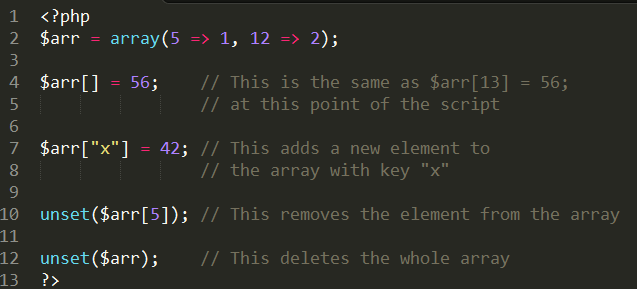 1 <?php
2 $arr = array(5 => 1, 12 => 2);
3
4 $arr[] = 56;    // This is the same as $arr[13] = 56;
5                 // at this point of the script
6
7 $arr["x"] = 42; // This adds a new element to
8                 // the array with key "x"
9
10 unset($arr[5]); // This removes the element from the array
11
12 unset($arr);    // This deletes the whole array
13 ?>